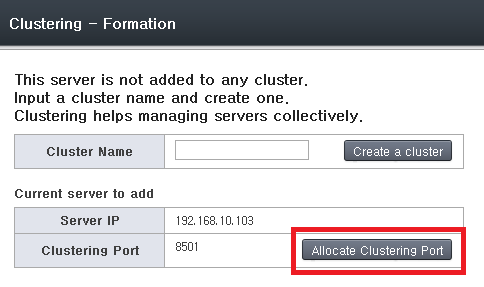 Clustering - Formation
This server is not added to any cluster.
Input a cluster name and create one.
Clustering helps managing servers collectively.
Cluster Name Create a cluster
Current server to add
Server IP 192.168.10.103
Clustering Port 8501 Allocate Clustering Port